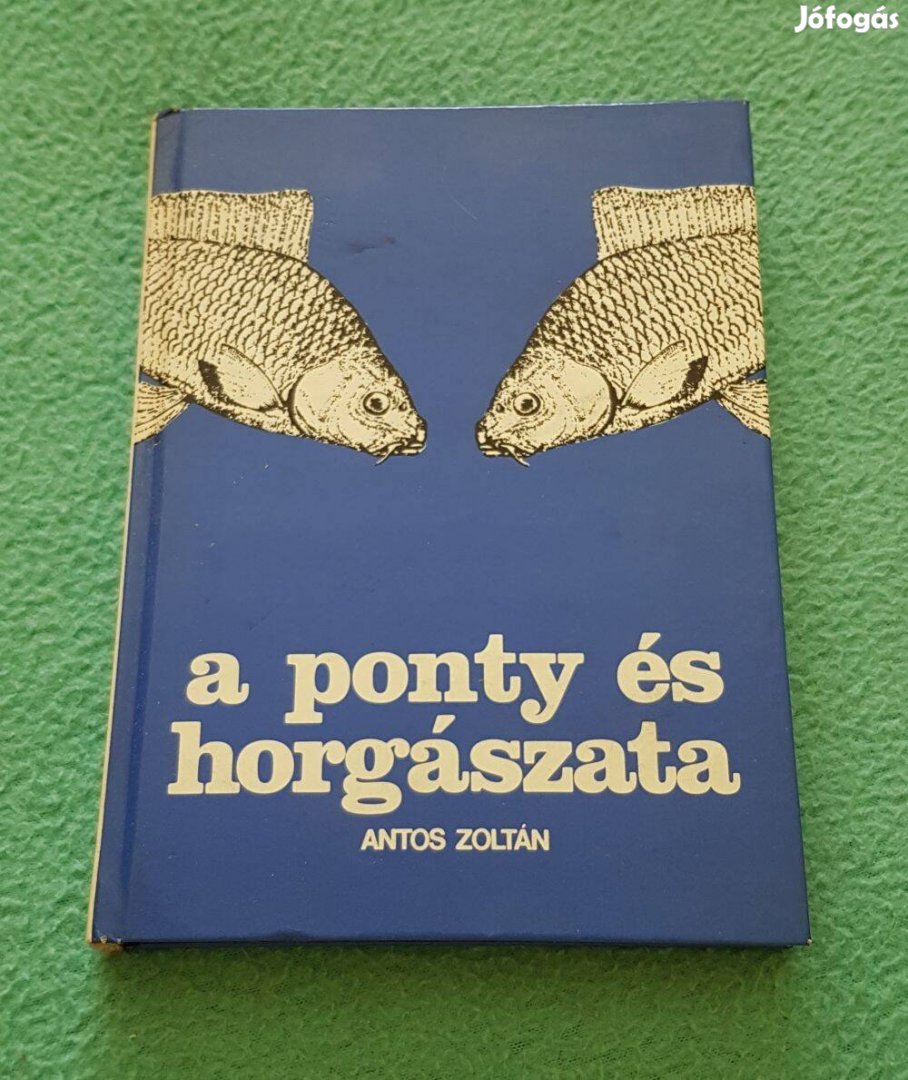 Jófogás
a ponty és
horgászata
ANTOS ZOLTÁN